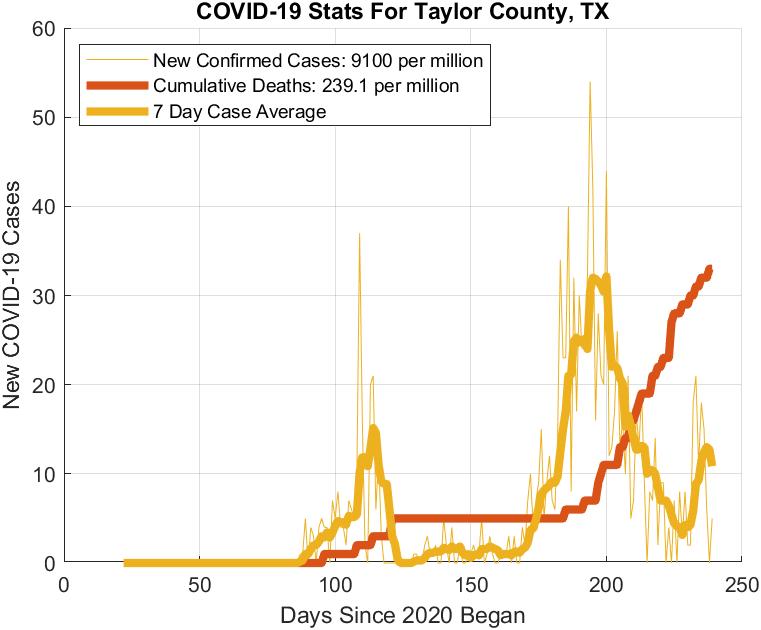 COVID-19 Stats For Taylor County, TX
New Confirmed Cases: 9100 per million
Cumulative Deaths: 239.1 per million
7 Day Case Average
New COVID-19 Cases
60
50
40
30
20
10
0
0 50 100 150 200 250
Days Since 2020 Began